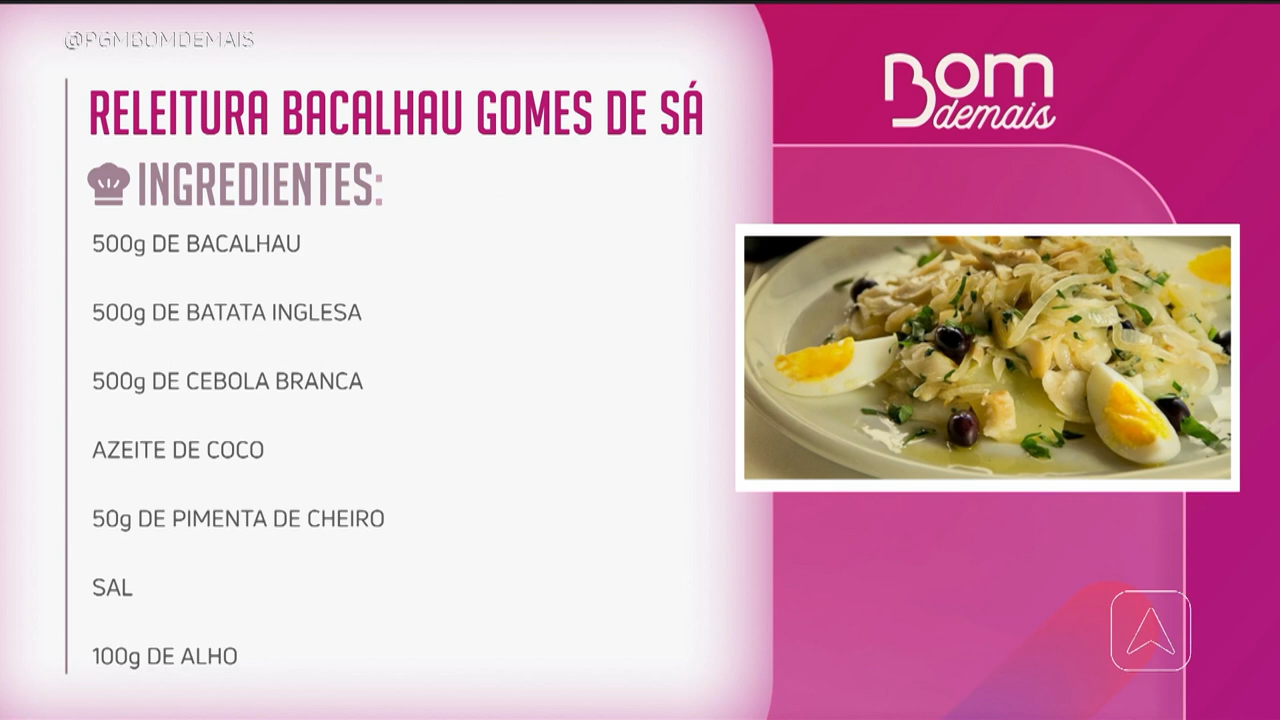 @PGMBOMDEMAIS
RELEITURA BACALHAU GOMES DE SÁ
INGREDIENTES:
500g DE BACALHAU
500g DE BATATA INGLESA
500g DE CEBOLA BRANCA
AZEITE DE COCO
50g DE PIMENTA DE CHEIRO
SAL
100g DE ALHO
Bom
demais